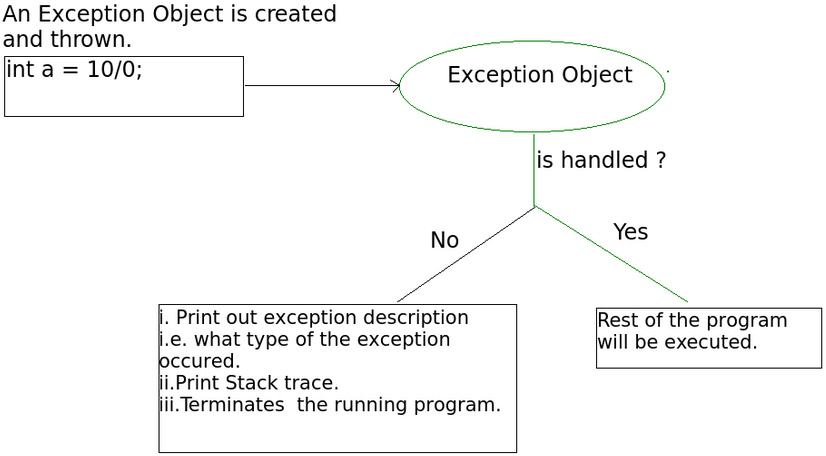 An Exception Object is created
and thrown.
int a = 10/0;
Exception Object
is handled ?
No
Yes
i. Print out exception description
i.e. what type of the exception
occured.
ii.Print Stack trace.
iii.Terminates  the running program.
Rest of the program
will be executed.